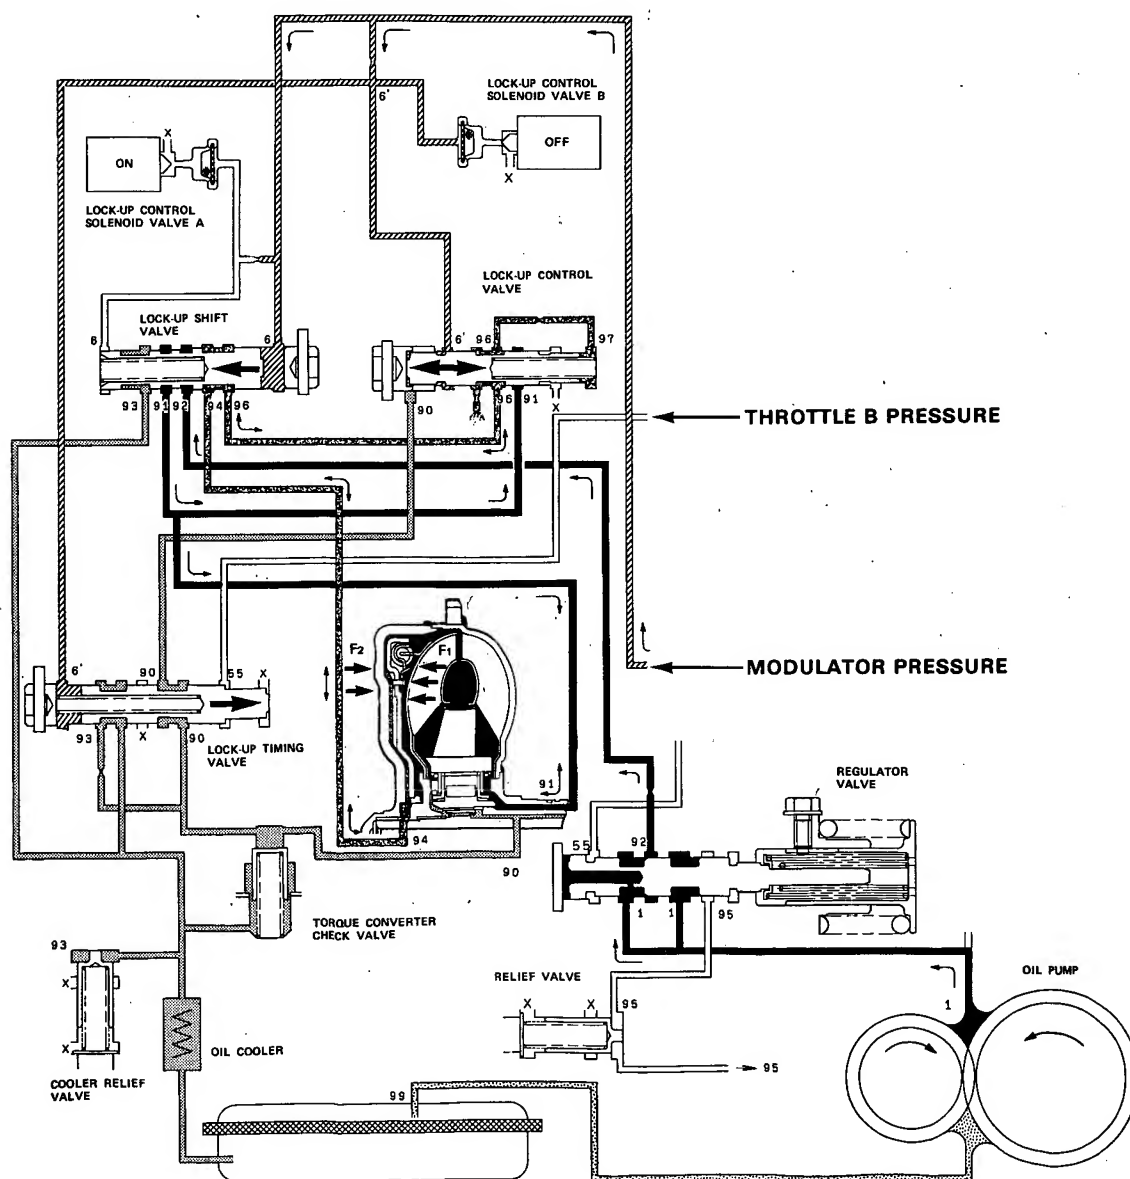 LOCK-UP CONTROL
SOLENOID VALVE B
6'
X
OFF
ON
X
LOCK-UP CONTROL
SOLENOID VALVE A
LOCK-UP CONTROL
VALVE
LOCK-UP SHIFT
VALVE
6
6
6'
96
97
93
91
92
94
96
90
96
91
X
THROTTLE B PRESSURE
F2
F1
MODULATOR PRESSURE
6'
90
55
X
93
X
90
LOCK-UP TIMING
VALVE
91
REGULATOR
VALVE
94
90
55
92
1
1
95
TORQUE CONVERTER
CHECK VALVE
93
X
X
COOLER RELIEF
VALVE
OIL COOLER
RELIEF VALVE
X
X
95
95
1
OIL PUMP
99